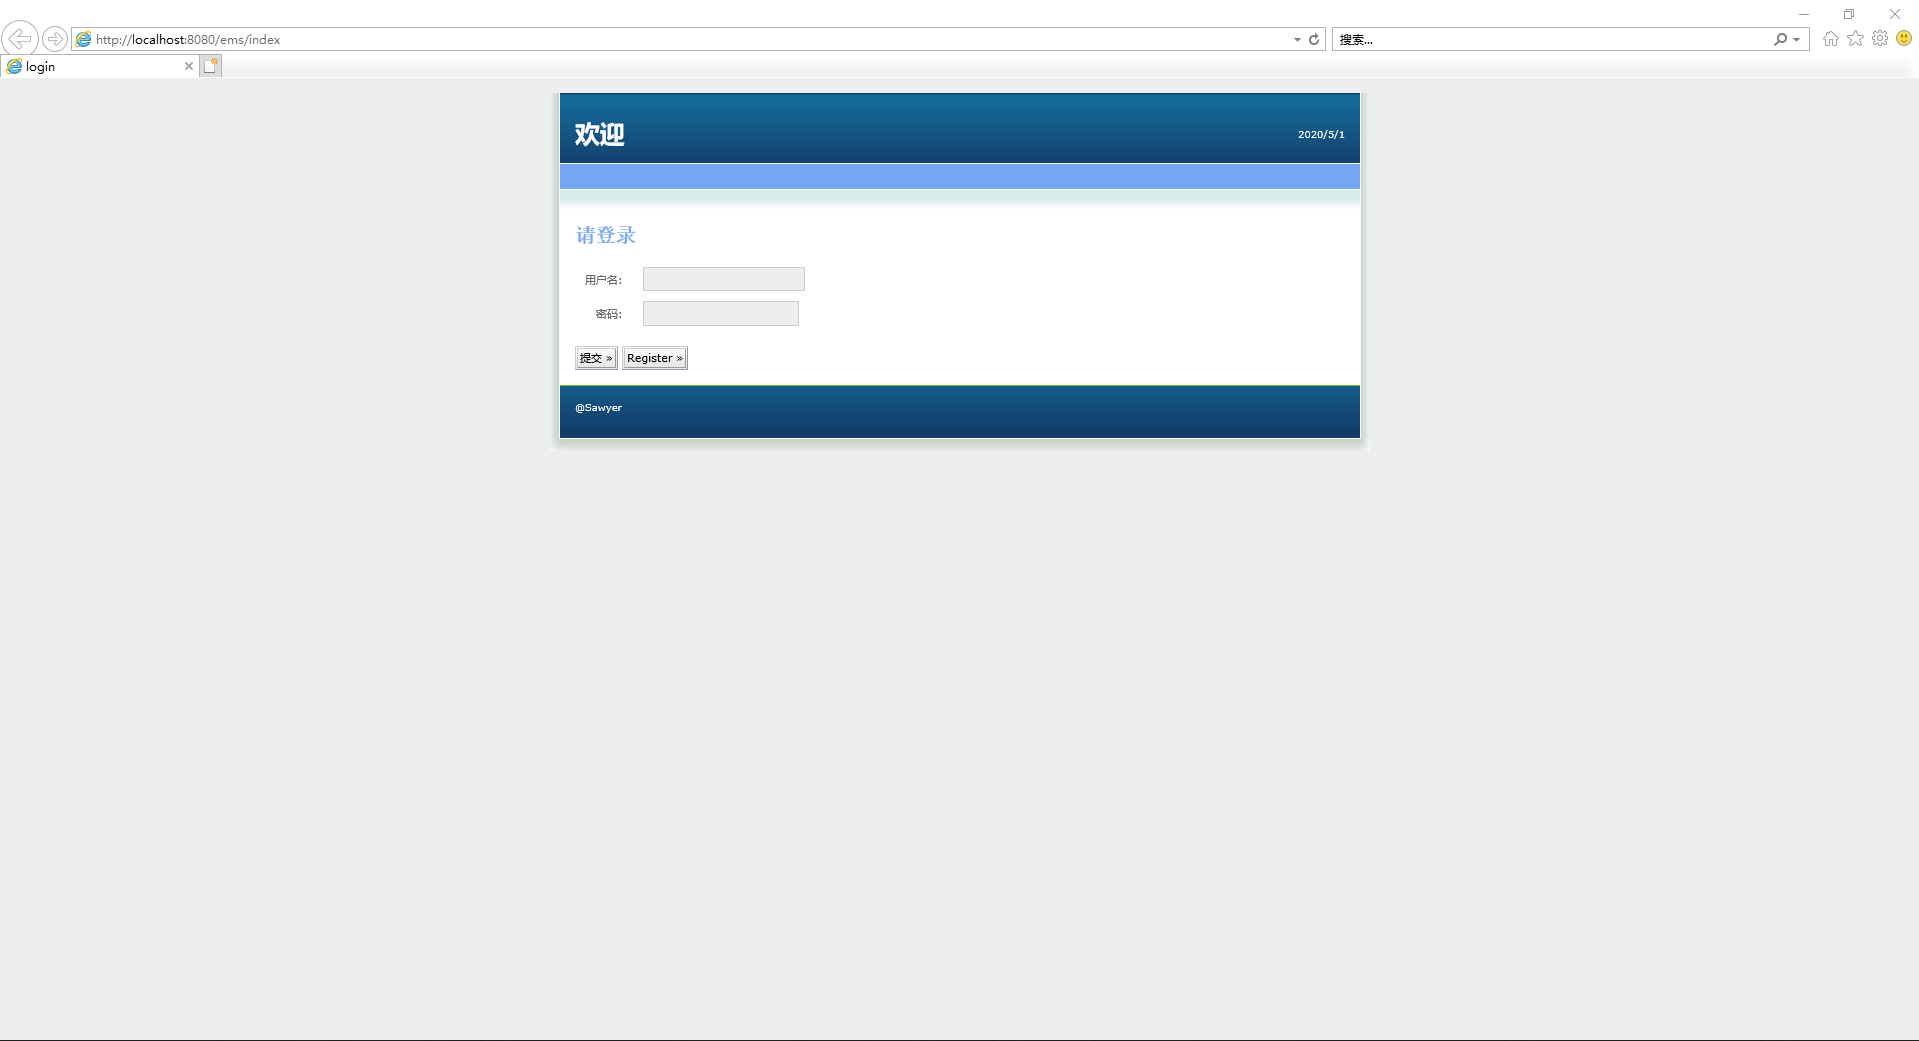 http://localhost:8080/ems/index
搜索...
login
欢迎
2020/5/1
请登录
用户名:
密码:
提交 » Register »
@Sawyer